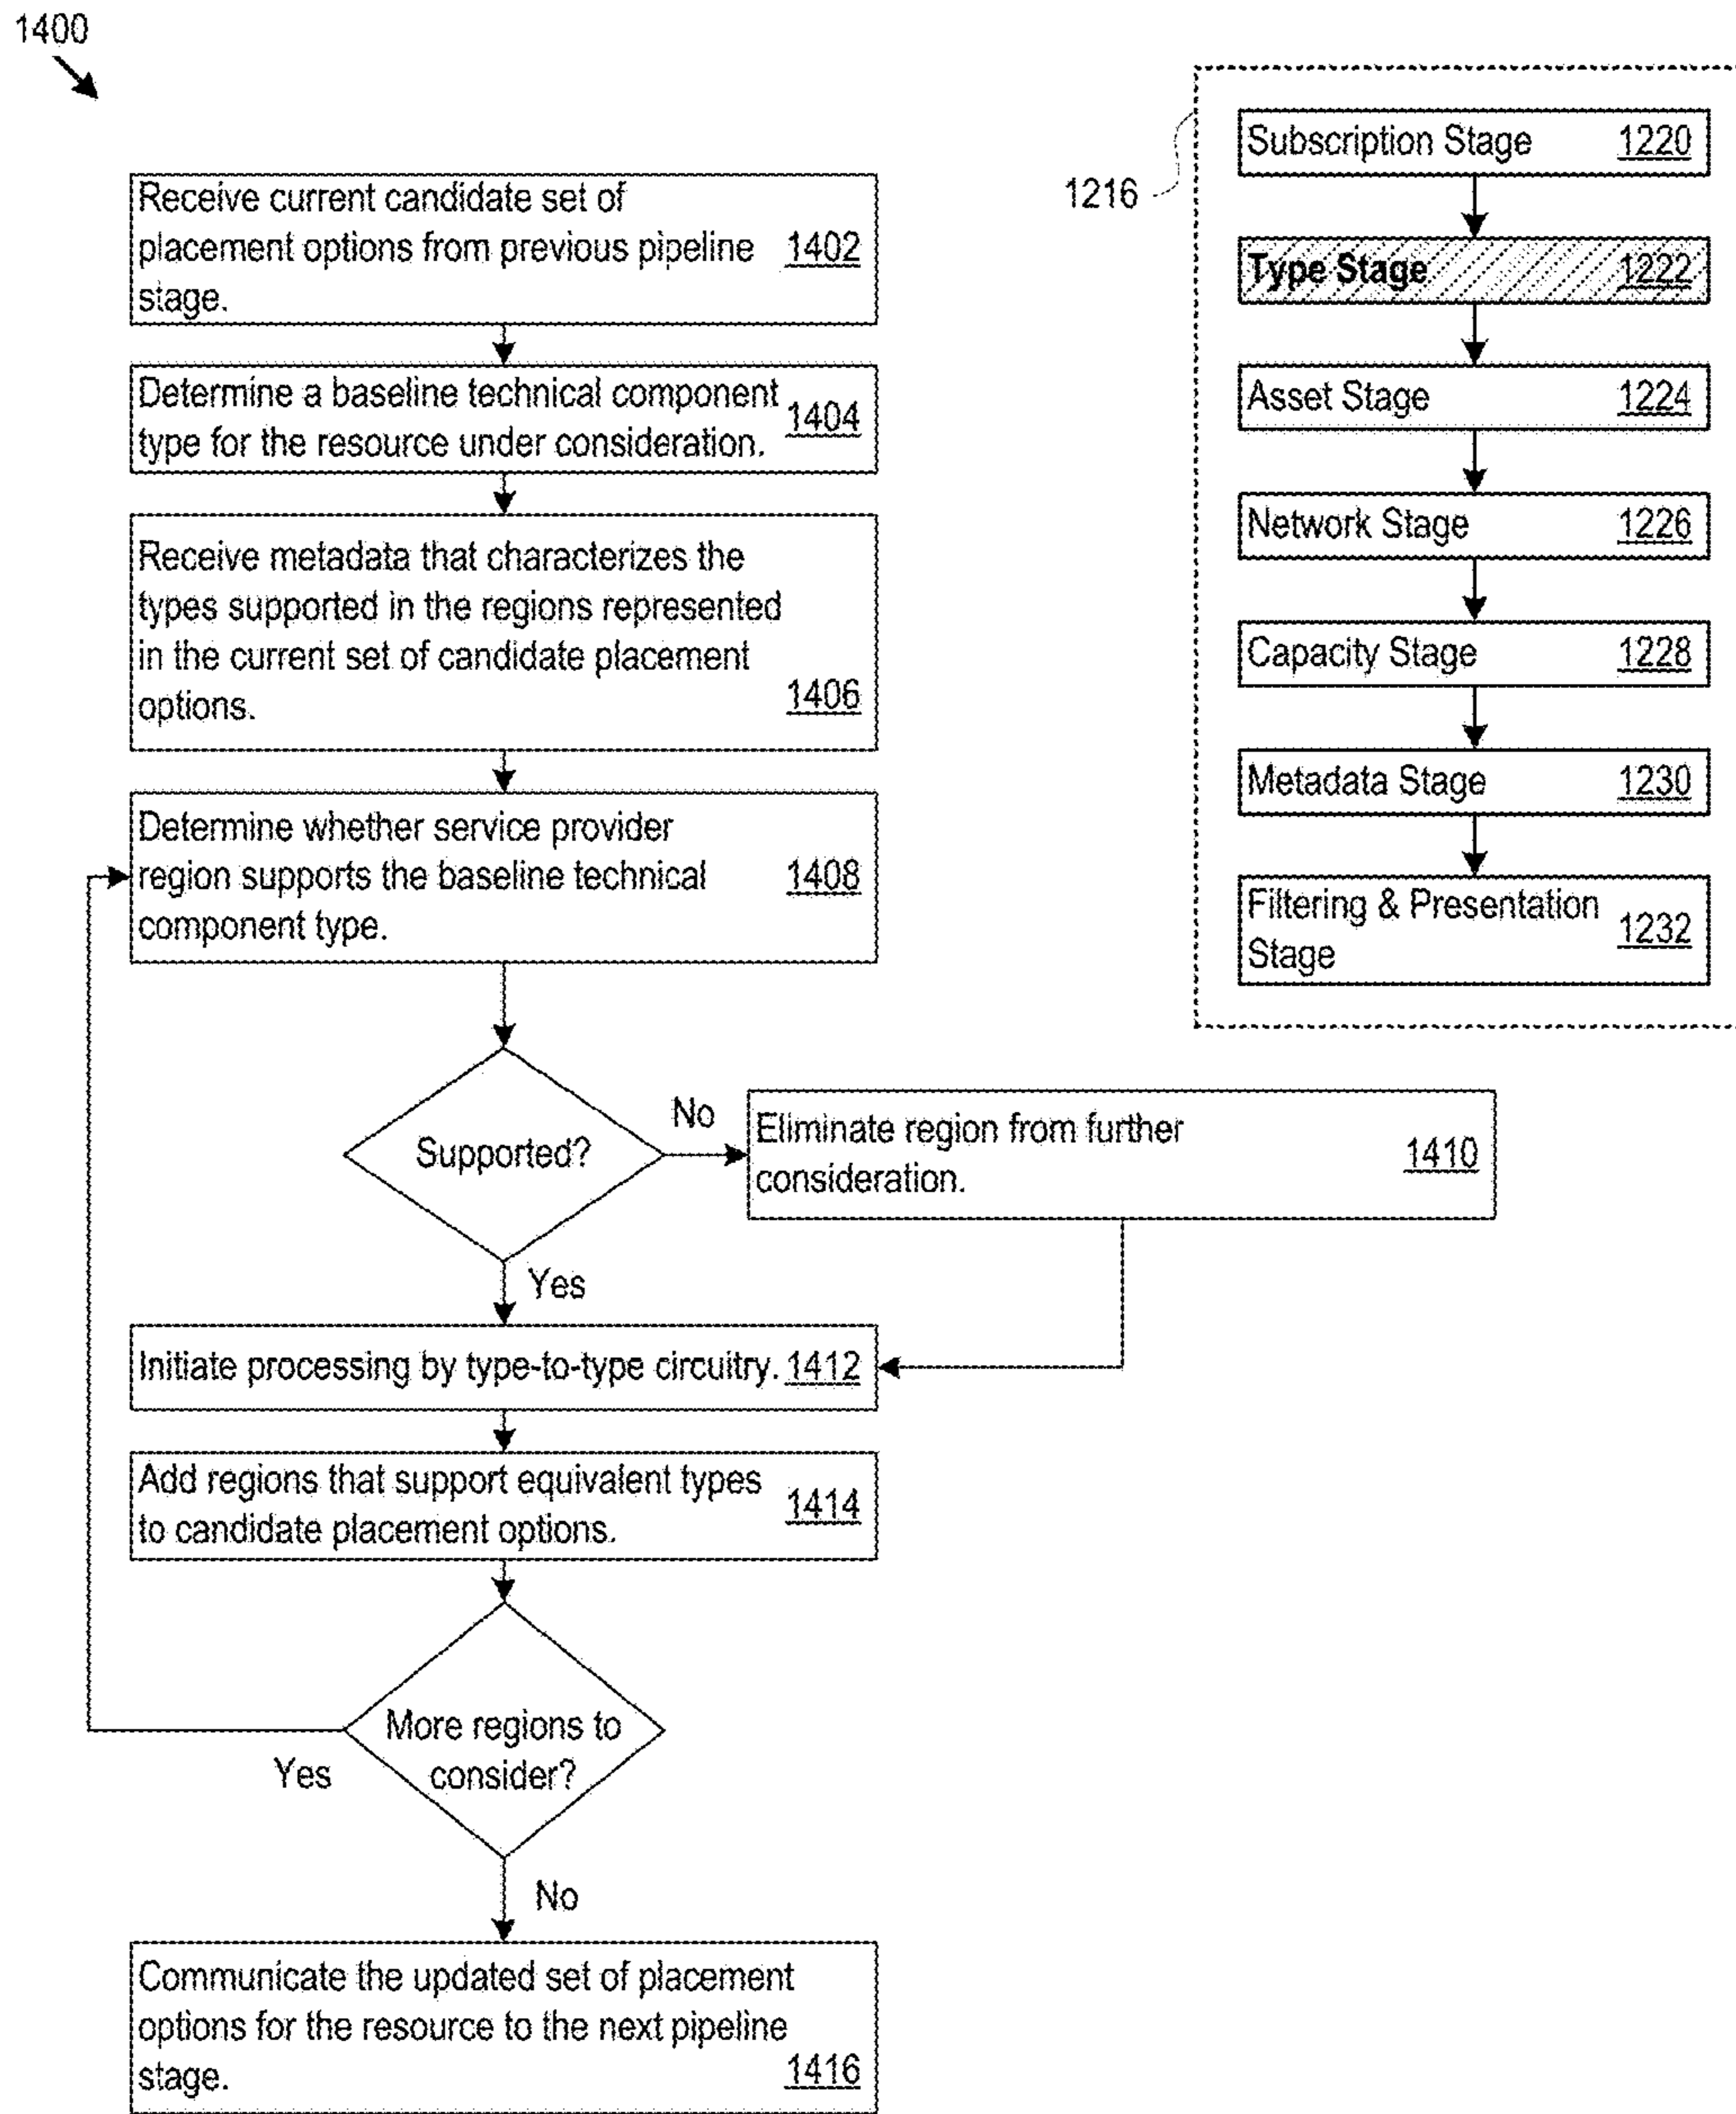 1400
Receive current candidate set of
placement options from previous pipeline 1402
stage.
Determine a baseline technical component
1404
type for the resource under consideration.
Receive metadata that characterizes the
types supported in the regions represented
in the current set of candidate placement
options. 1406
Determine whether service provider
region supports the baseline technical 1408
component type.
Supported?
No
Eliminate region from further
consideration. 1410
Yes
Initiate processing by type-to-type circuitry. 1412
Add regions that support equivalent types
1414
to candidate placement options.
More regions to
consider?
Yes
No
Communicate the updated set of placement
options for the resource to the next pipeline
stage. 1416
1216
Subscription Stage 1220
Type Stage 1222
Asset Stage 1224
Network Stage 1226
Capacity Stage 1228
Metadata Stage 1230
Filtering & Presentation
1232
Stage